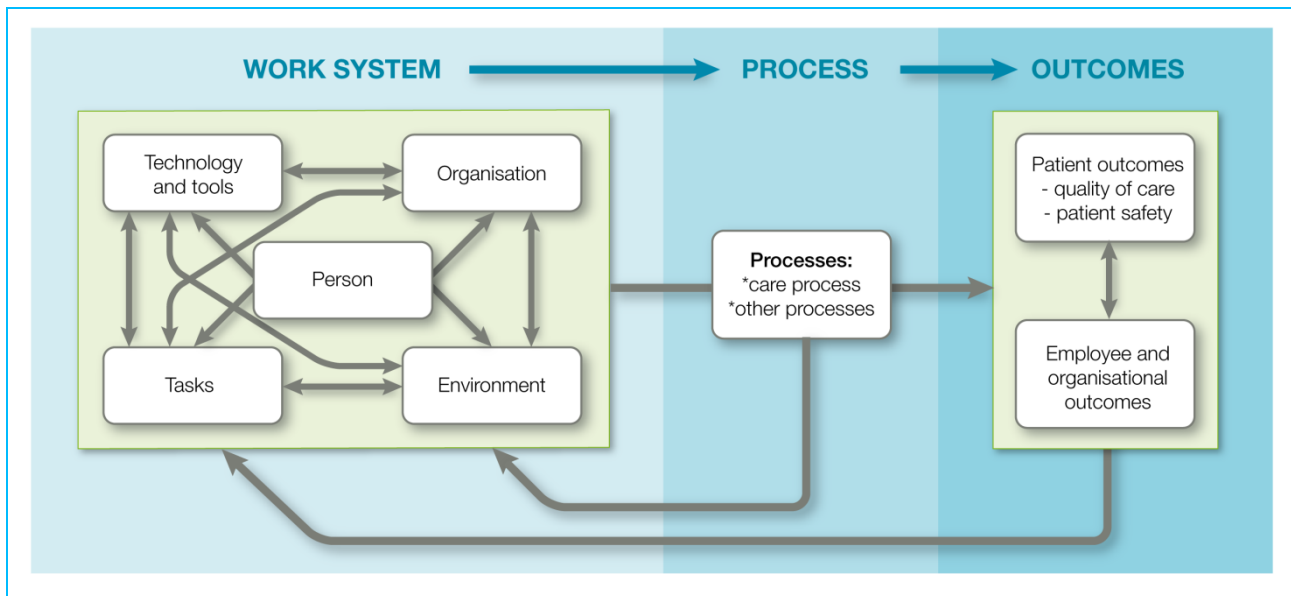 WORK SYSTEM
PROCESS
OUTCOMES
Technology
and tools
Organisation
Person
Tasks
Environment
Processes:
*care process
*other processes
Patient outcomes
- quality of care
- patient safety
Employee and
organisational
outcomes